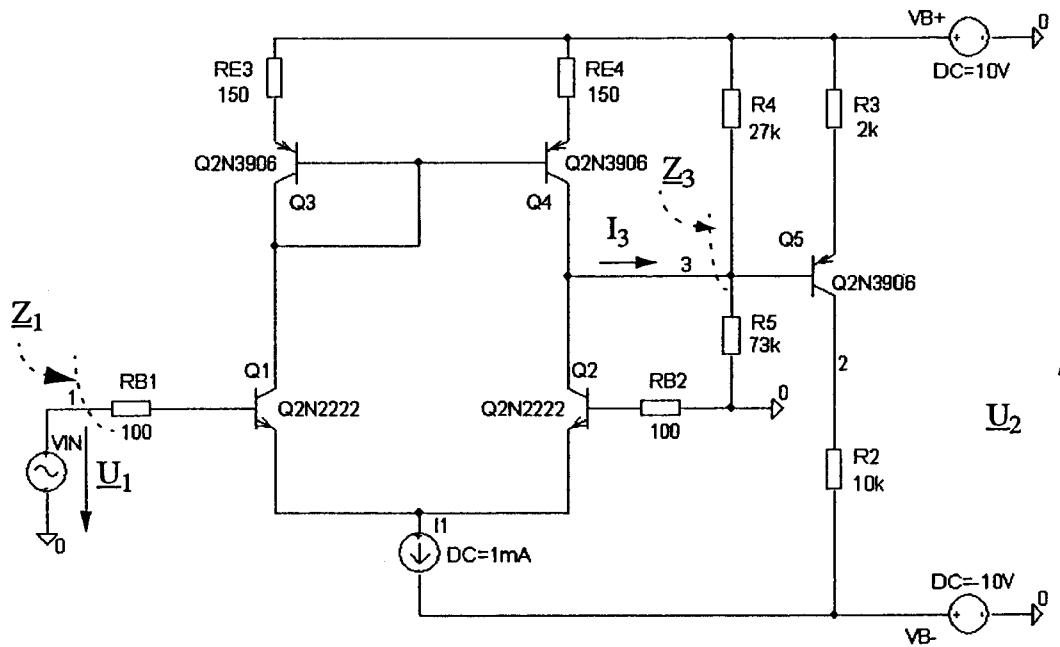 VB+
0
DC=10V
RE3
150
RE4
150
R4
27k
R3
2k
Q2N3906
Q3
Q2N3906
Q4
Z3
I3
3
Q5
Q2N3906
R5
73k
Z1
1
RB1
100
Q1
Q2N2222
Q2
Q2N2222
RB2
100
0
2
U2
VIN
U1
0
R2
10k
I1
DC=1mA
DC=-10V
0
VB-